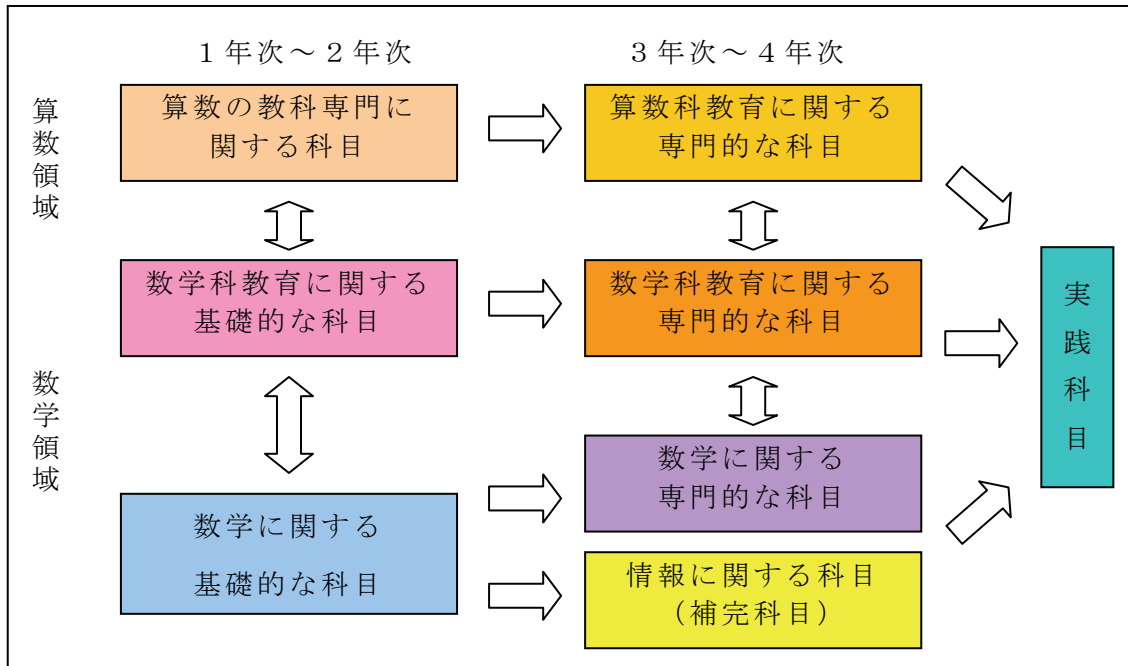 1年次～2年次
3年次～4年次
算数領域
算数の教科専門に
関する科目
算数科教育に関する
専門的な科目
数学科教育に関する
基礎的な科目
数学科教育に関する
専門的な科目
実践科目
数学領域
数学に関する
専門的な科目
数学に関する
基礎的な科目
情報に関する科目
（補完科目）